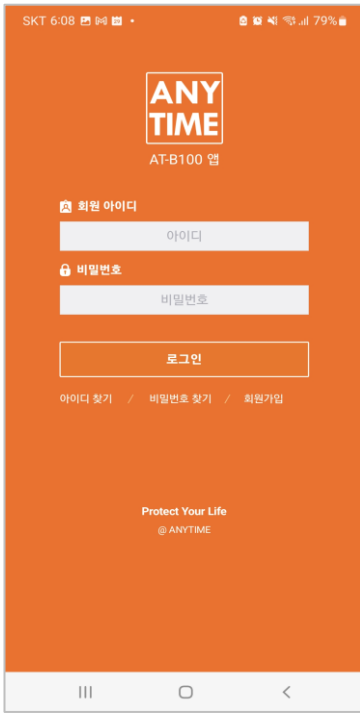 SKT 6:08
79%
ANY
TIME
AT-B100 앱
회원 아이디
아이디
비밀번호
비밀번호
로그인
아이디 찾기 / 비밀번호 찾기 / 회원가입
Protect Your Life
@ ANYTIME